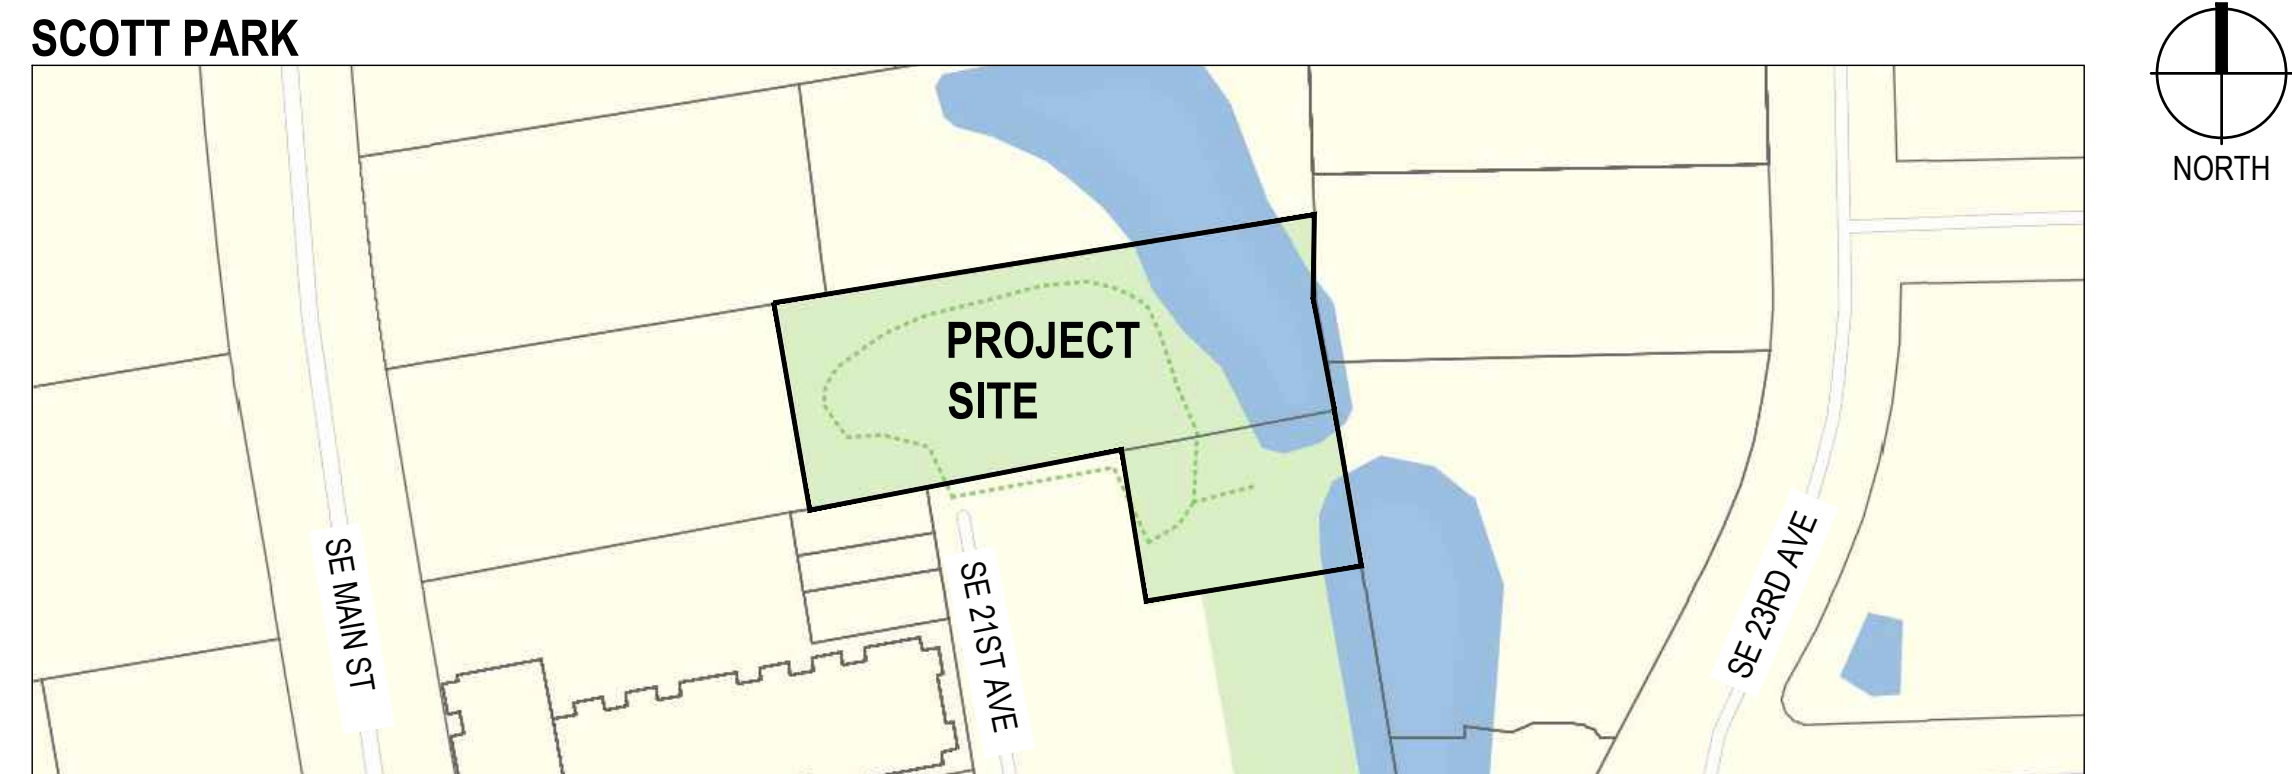 SCOTT PARK
NORTH
PROJECT
SITE
SE MAIN ST
SE 21ST AVE
SE 23RD AVE